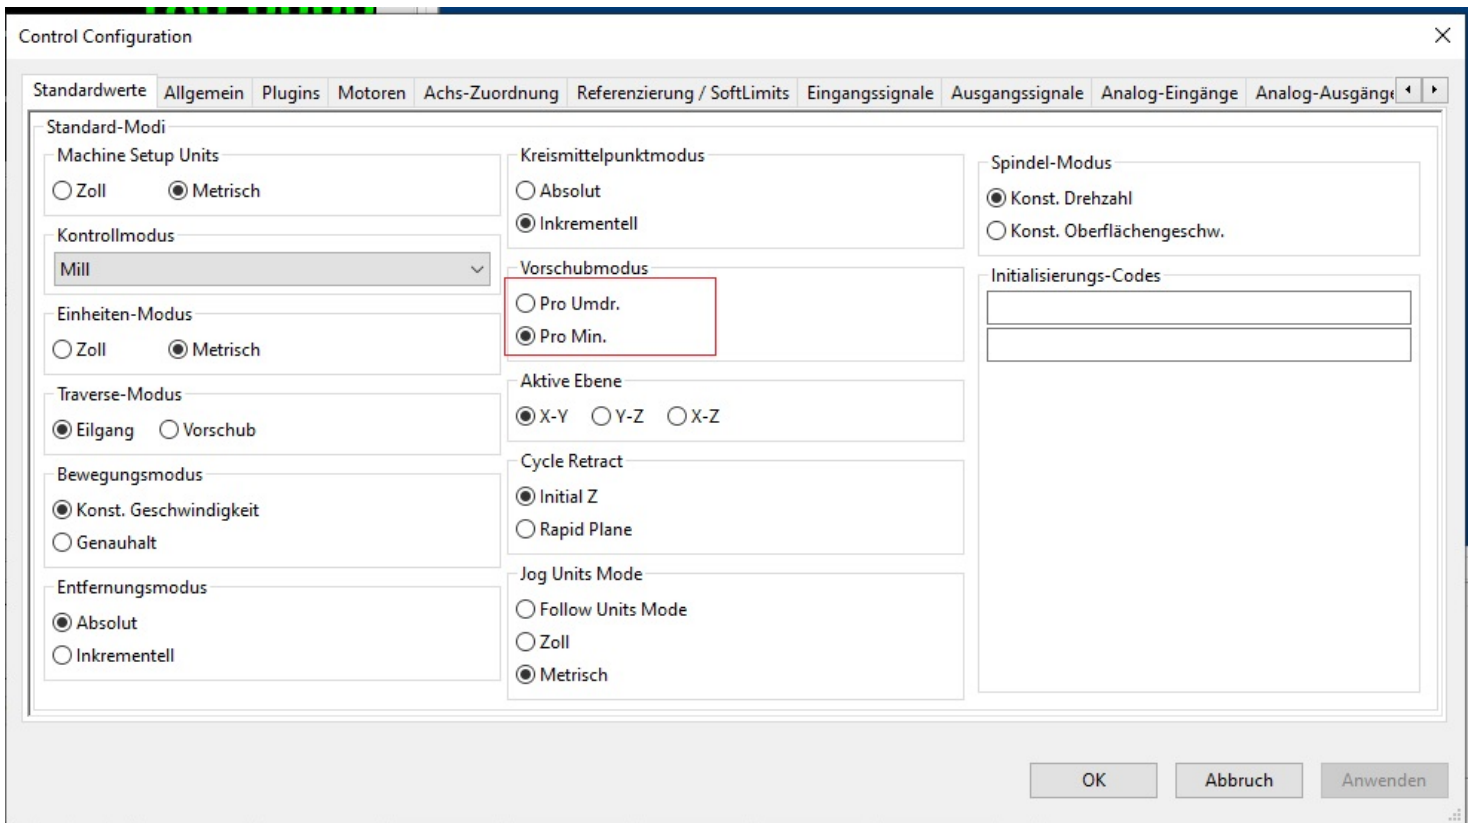 Control Configuration
Standardwerte Allgemein Plugins Motoren Achs-Zuordnung Referenzierung / SoftLimits Eingangssignale Ausgangssignale Analog-Eingänge Analog-Ausgänge
Standard-Modi
Machine Setup Units
Zoll Metrisch
Kontrollmodus
Mill
Einheiten-Modus
Zoll Metrisch
Traverse-Modus
Eilgang Vorschub
Bewegungsmodus
Konst. Geschwindigkeit
Genauhalt
Entfernungsmodus
Absolut
Inkrementell
Kreismittelpunktmodus
Absolut
Inkrementell
Vorschubmodus
Pro Umdr.
Pro Min.
Aktive Ebene
X-Y Y-Z X-Z
Cycle Retract
Initial Z
Rapid Plane
Jog Units Mode
Follow Units Mode
Zoll
Metrisch
Spindel-Modus
Konst. Drehzahl
Konst. Oberflächengeschw.
Initialisierungs-Codes
OK Abbruch Anwenden